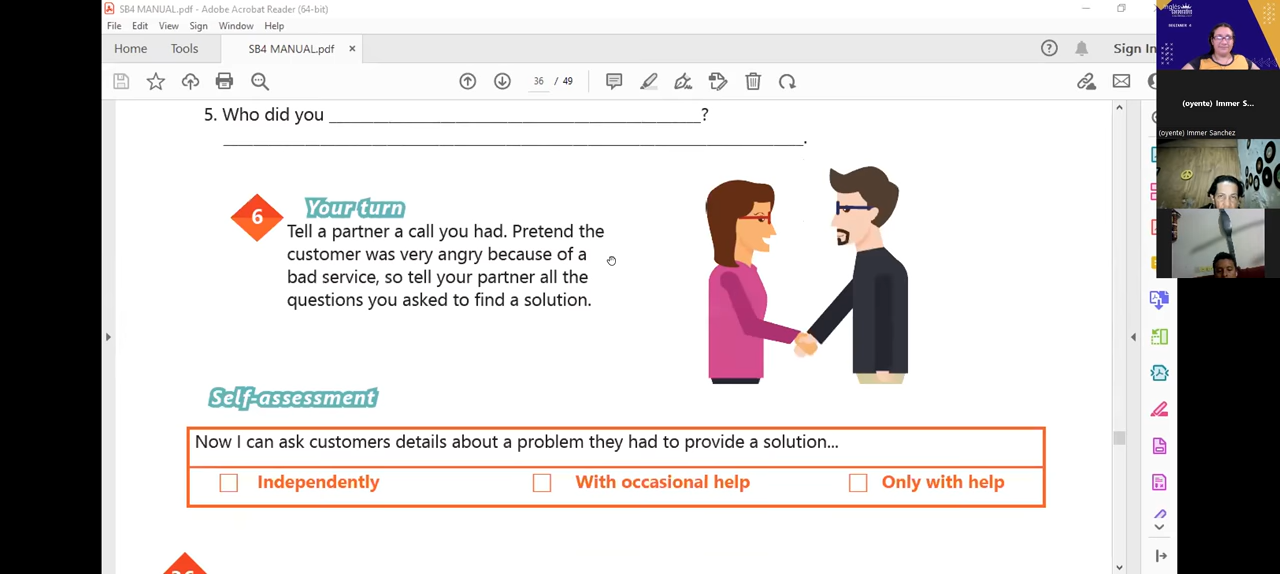 SB4 MANUAL.pdf - Adobe Acrobat Reader (64-bit)
File Edit View Sign Window Help
Home Tools SB4 MANUAL.pdf × Sign In
36 / 49
5. Who did you ________________________________________?
_______________________________________________________________.
6 Your turn
Tell a partner a call you had. Pretend the
customer was very angry because of a
bad service, so tell your partner all the
questions you asked to find a solution.
Self-assessment
Now I can ask customers details about a problem they had to provide a solution...
Independently With occasional help Only with help
(oyente) Immer S...
(oyente) Immer Sanchez